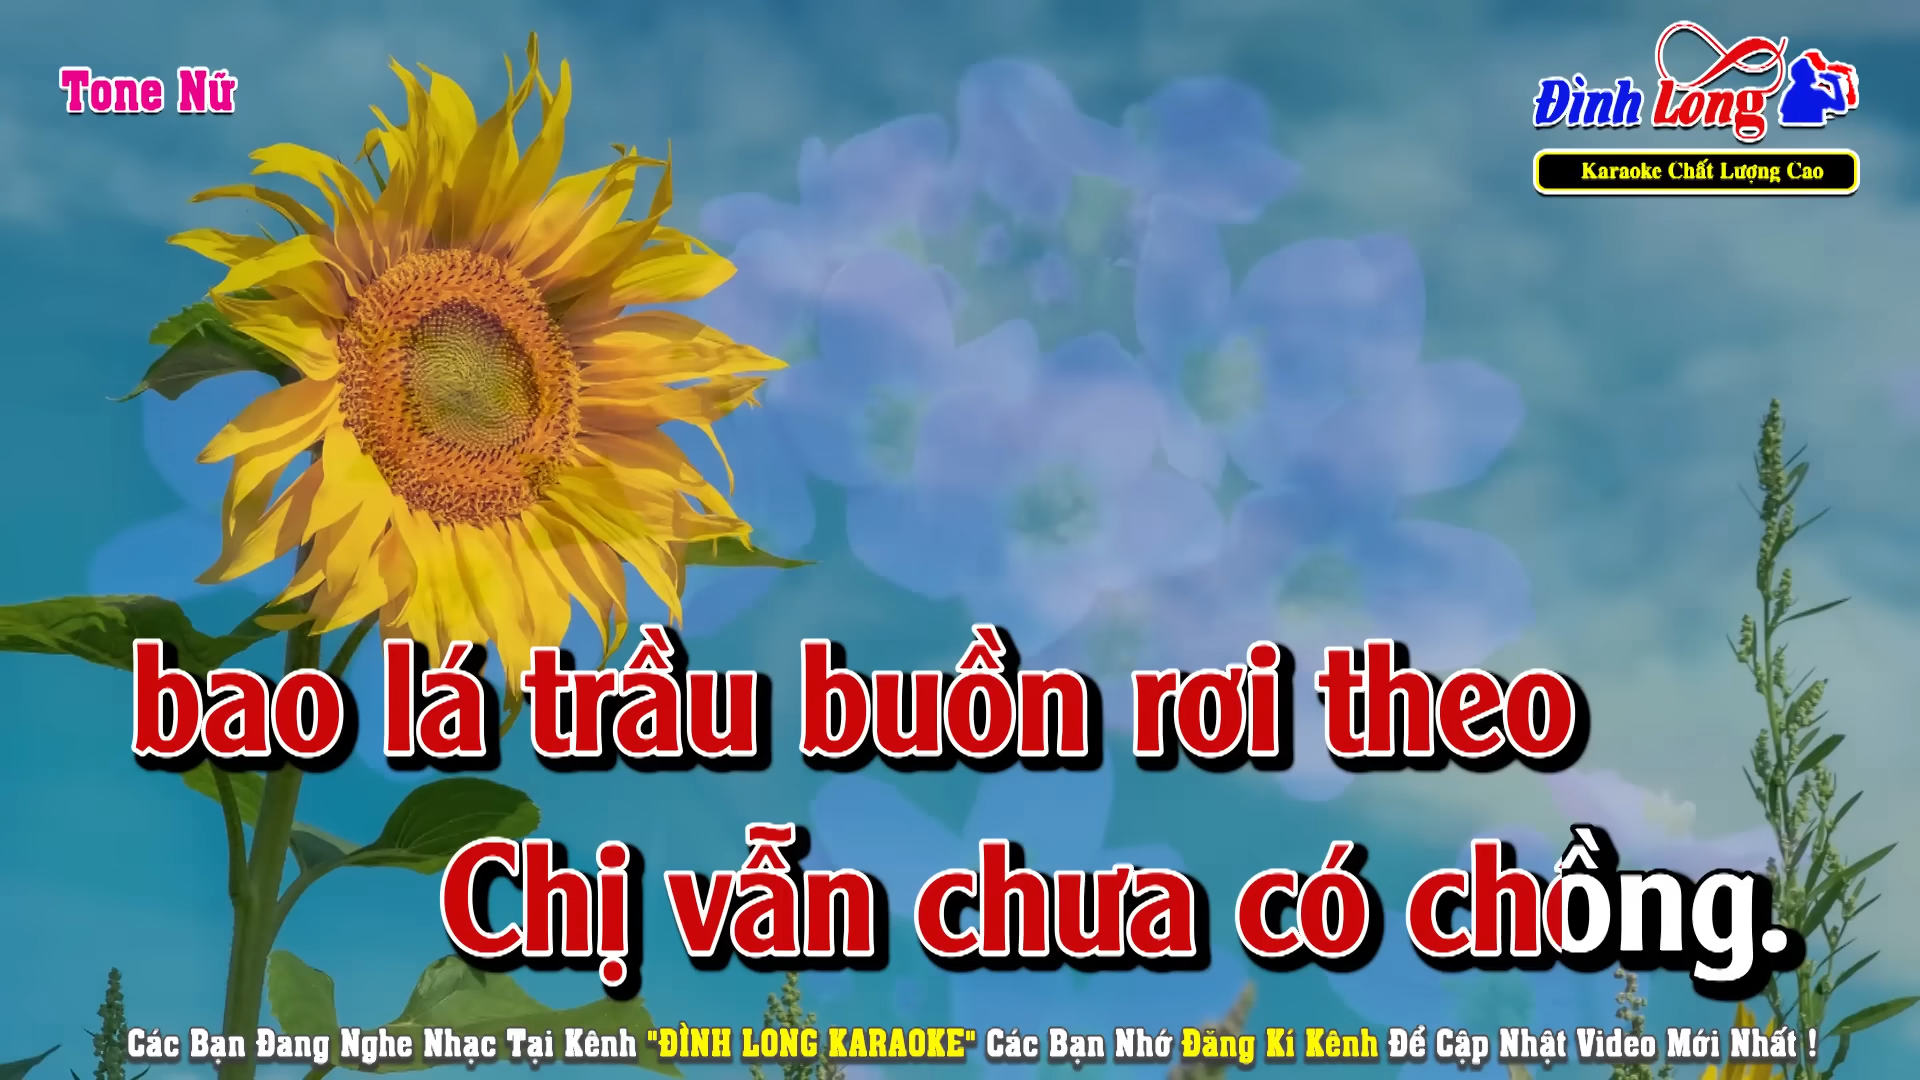 Tone Nữ
Đình Long
Karaoke Chất Lượng Cao
bao lá trầu buồn rơi theo
Chị vẫn chưa có chồng.
Các Bạn Đang Nghe Nhạc Tại Kênh "ĐÌNH LONG KARAOKE" Các Bạn Nhớ Đăng Kí Kênh Để Cập Nhật Video Mới Nhất !